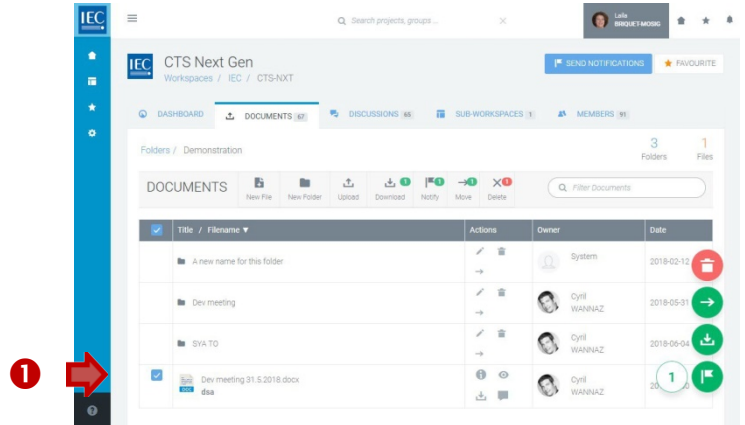 IEC
Search projects, groups ...
Laila
BIRQUET-MOSIG
IEC
CTS Next Gen
Workspaces / IEC / CTS-NXT
SEND NOTIFICATIONS
FAVOURITE
DASHBOARD
DOCUMENTS 67
DISCUSSIONS 65
SUB-WORKSPACES 1
MEMBERS 91
Folders / Demonstration
3
Folders
1
Files
DOCUMENTS
New File
New Folder
Upload
Download 1
Notify 1
Move 1
Delete 1
Filter Documents
Title / Filename ▼ Actions Owner Date
A new name for this folder System 2018-02-12
Dev meeting Cyril WANNAZ 2018-05-31
SYA TO Cyril WANNAZ 2018-06-04
1
Dev meeting 31.5.2018.docx Cyril WANNAZ
dsa
1